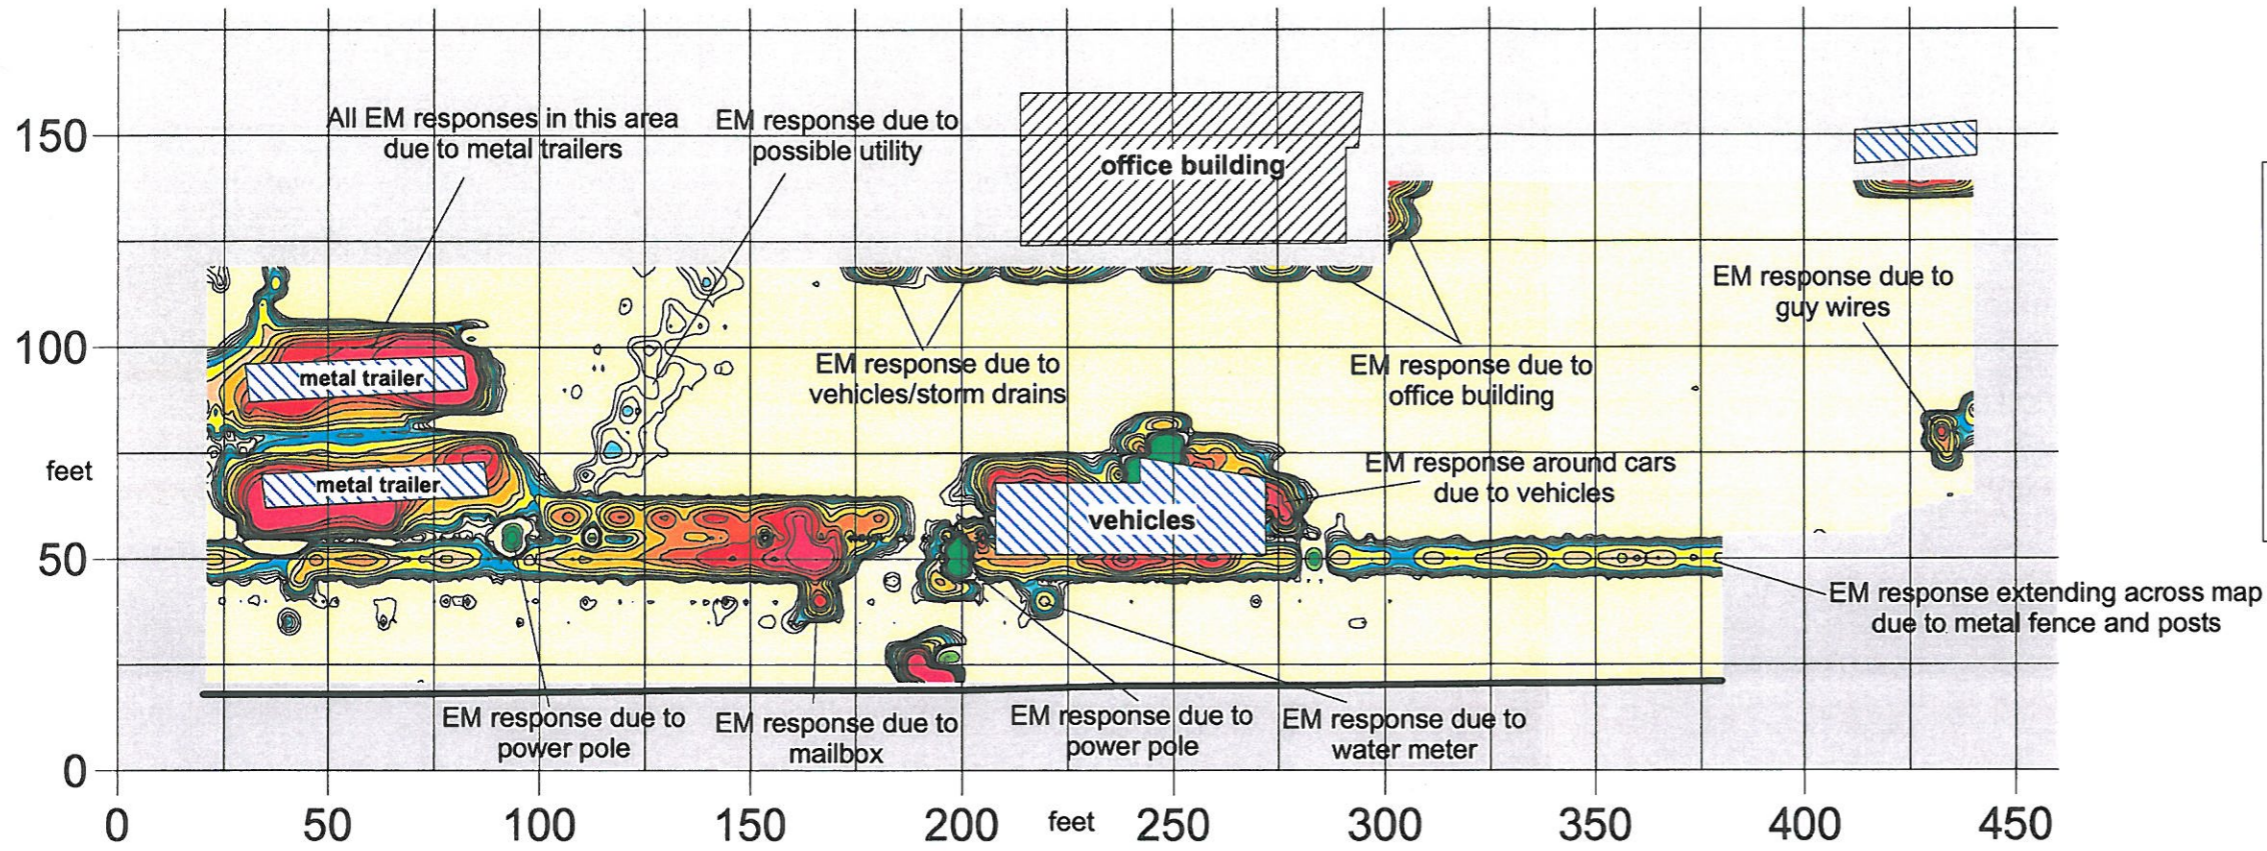 All EM responses in this area
due to metal trailers
EM response due to
possible utility
150
office building
EM response due to
guy wires
100
metal trailer
EM response due to
vehicles/storm drains
EM response due to
office building
feet
metal trailer
EM response around cars
due to vehicles
vehicles
50
EM response extending across map
due to metal fence and posts
EM response due to
power pole
EM response due to
mailbox
EM response due to
power pole
EM response due to
water meter
0
0
50
100
150
200
feet
250
300
350
400
450